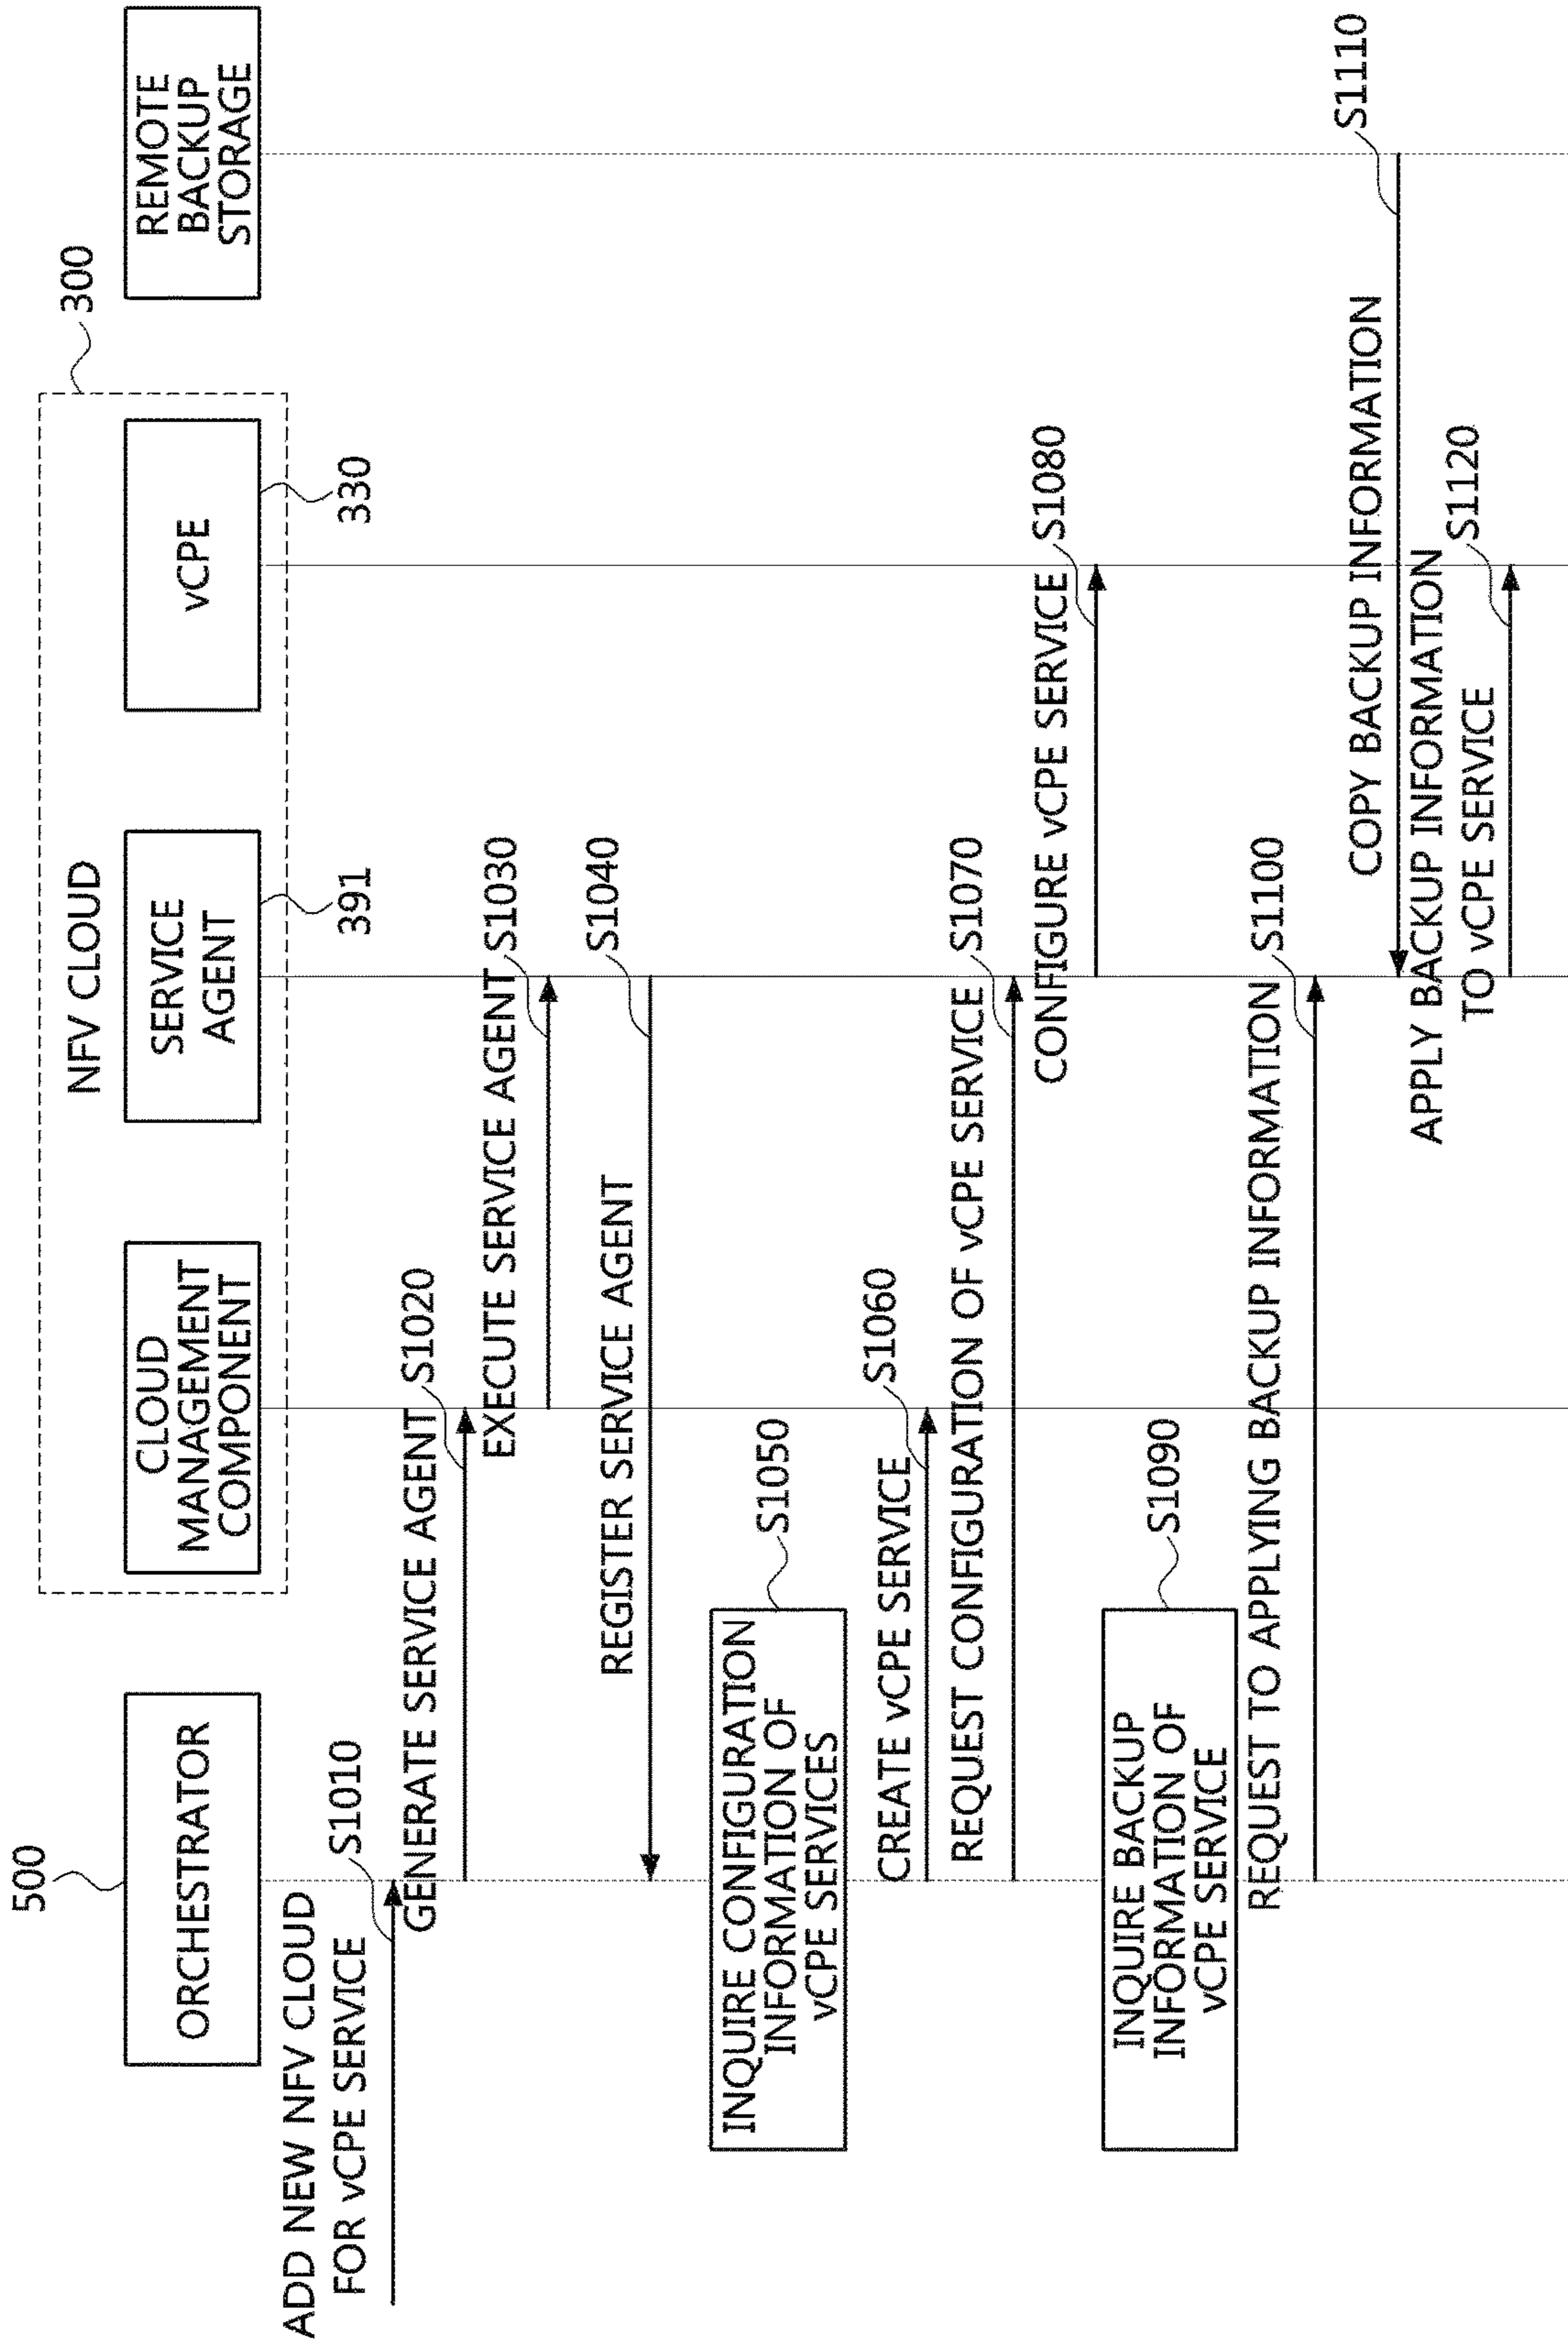 500
ORCHESTRATOR
NFV CLOUD
300
CLOUD
MANAGEMENT
COMPONENT
SERVICE
AGENT
391
vCPE
330
REMOTE
BACKUP
STORAGE
ADD NEW NFV CLOUD
FOR vCPE SERVICE
S1010
GENERATE SERVICE AGENT
S1020
EXECUTE SERVICE AGENT
S1030
REGISTER SERVICE AGENT
S1040
INQUIRE CONFIGURATION
INFORMATION OF
vCPE SERVICES
S1050
CREATE vCPE SERVICE
S1060
REQUEST CONFIGURATION OF vCPE SERVICE
S1070
CONFIGURE vCPE SERVICE
S1080
INQUIRE BACKUP
INFORMATION OF
vCPE SERVICE
S1090
REQUEST TO APPLYING BACKUP INFORMATION
S1100
COPY BACKUP INFORMATION
S1110
APPLY BACKUP INFORMATION
TO vCPE SERVICE
S1120